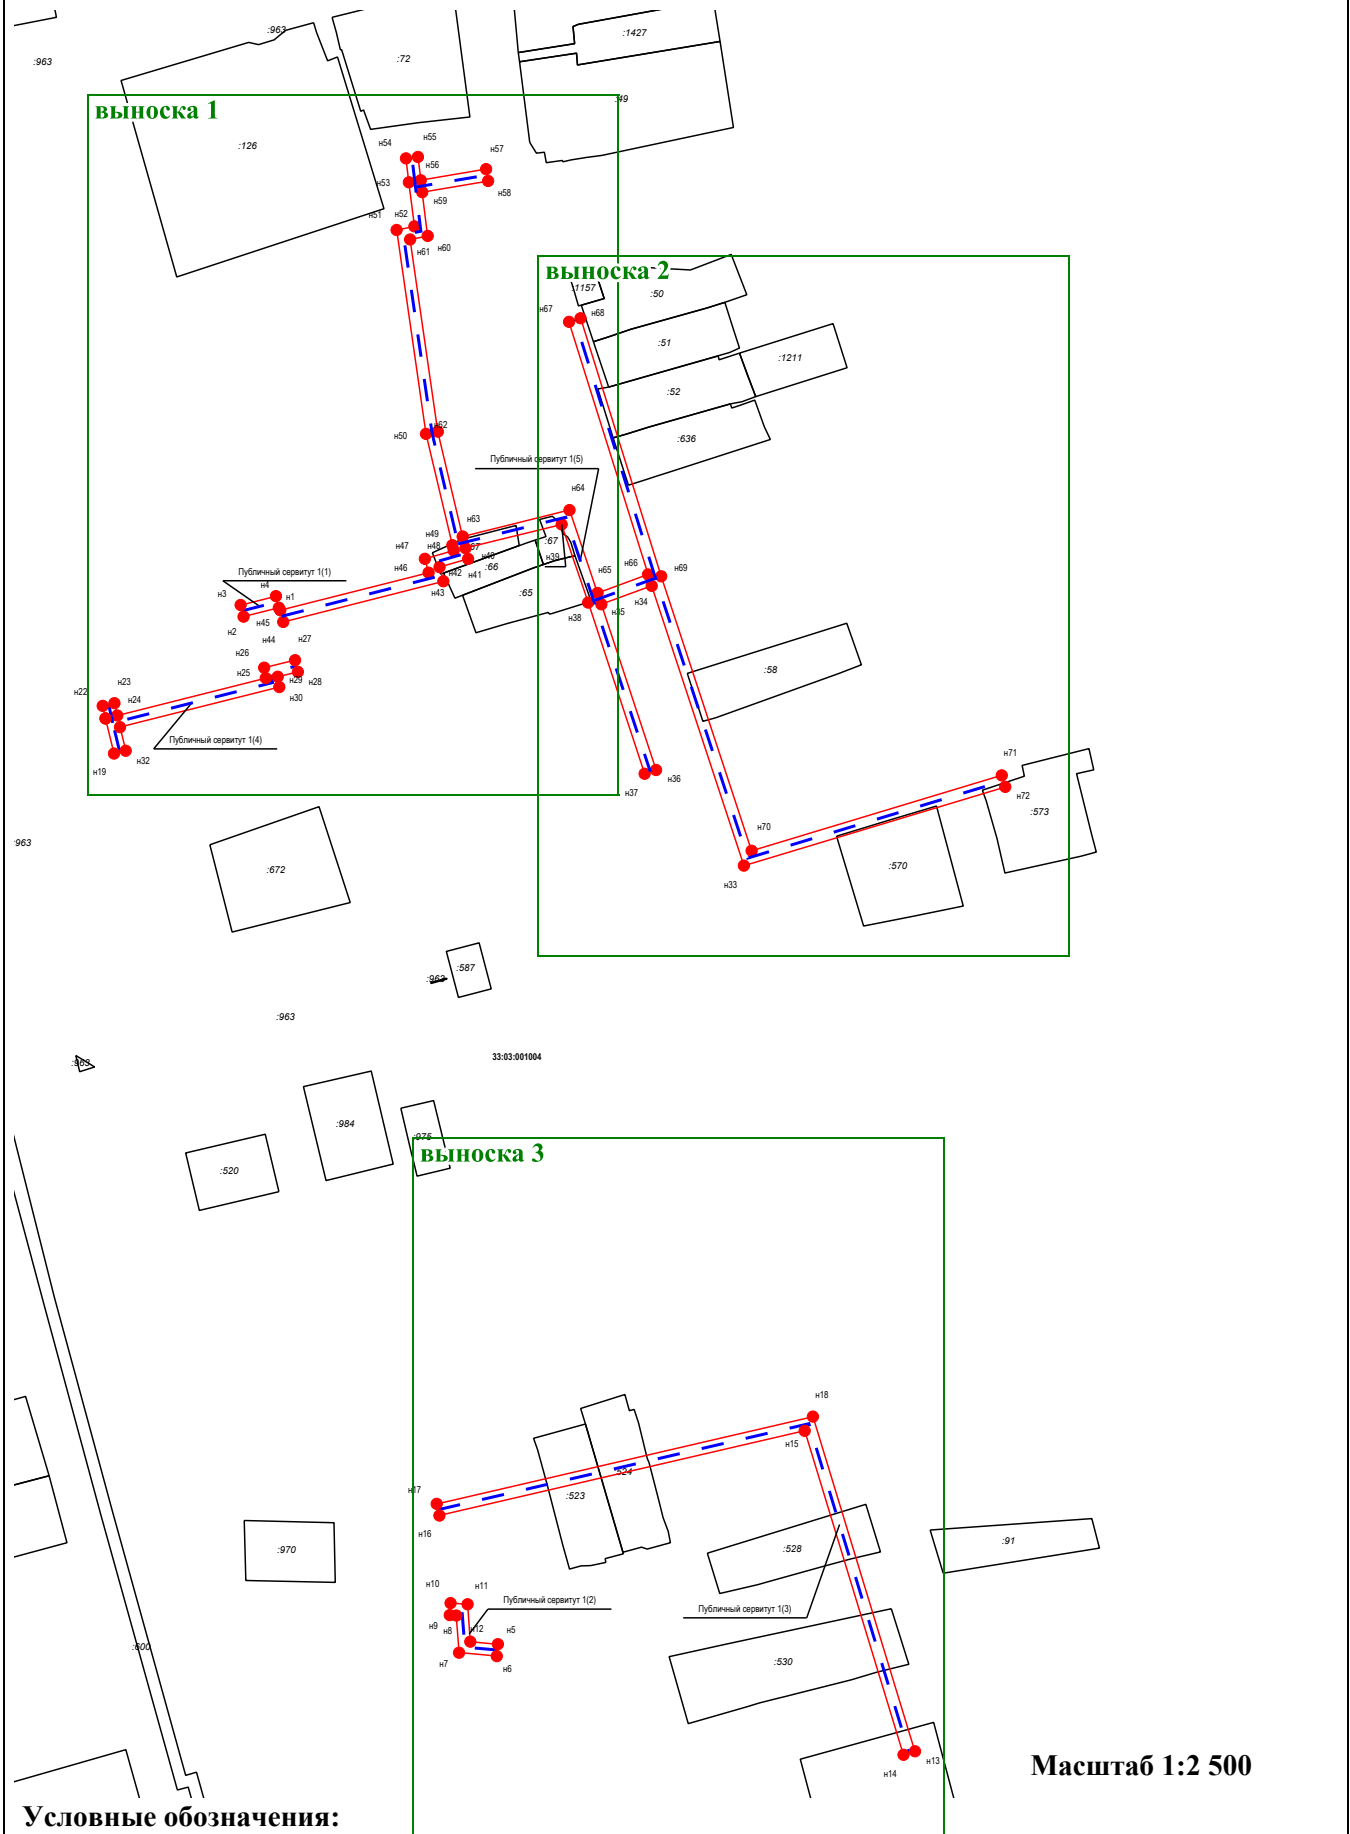 :963
:963
:72
:1427
:49
выноска 1
:126
н54
н55
н56
н57
н53
н58
н59
н51
н52
н60
н61
выноска 2
:1157
:50
н67
н68
:51
:1211
:52
:636
н50
н62
Публичный сервитут 1(5)
н64
н63
н49
н48
н47
:67
н39
н40
:66
н41
н42
н46
н43
:65
Публичный сервитут 1(1)
н4
н3
н1
н2
н45
н44
н66
н69
н65
н34
н35
н38
н27
н26
н25
н29
н28
н30
н22
н23
н24
Публичный сервитут 1(4)
н19
н32
:58
н37
н36
н71
н72
:573
н70
н33
:570
:963
:672
:587
:963
:963
33:03:001004
:963
:984
:975
:520
выноска 3
н18
н15
:524
:523
н17
н16
:528
:91
:970
н10
н11
Публичный сервитут 1(2)
Публичный сервитут 1(3)
н9
н8
н12
н5
н7
н6
:600
:530
н13
н14
Масштаб 1:2 500
Условные обозначения: